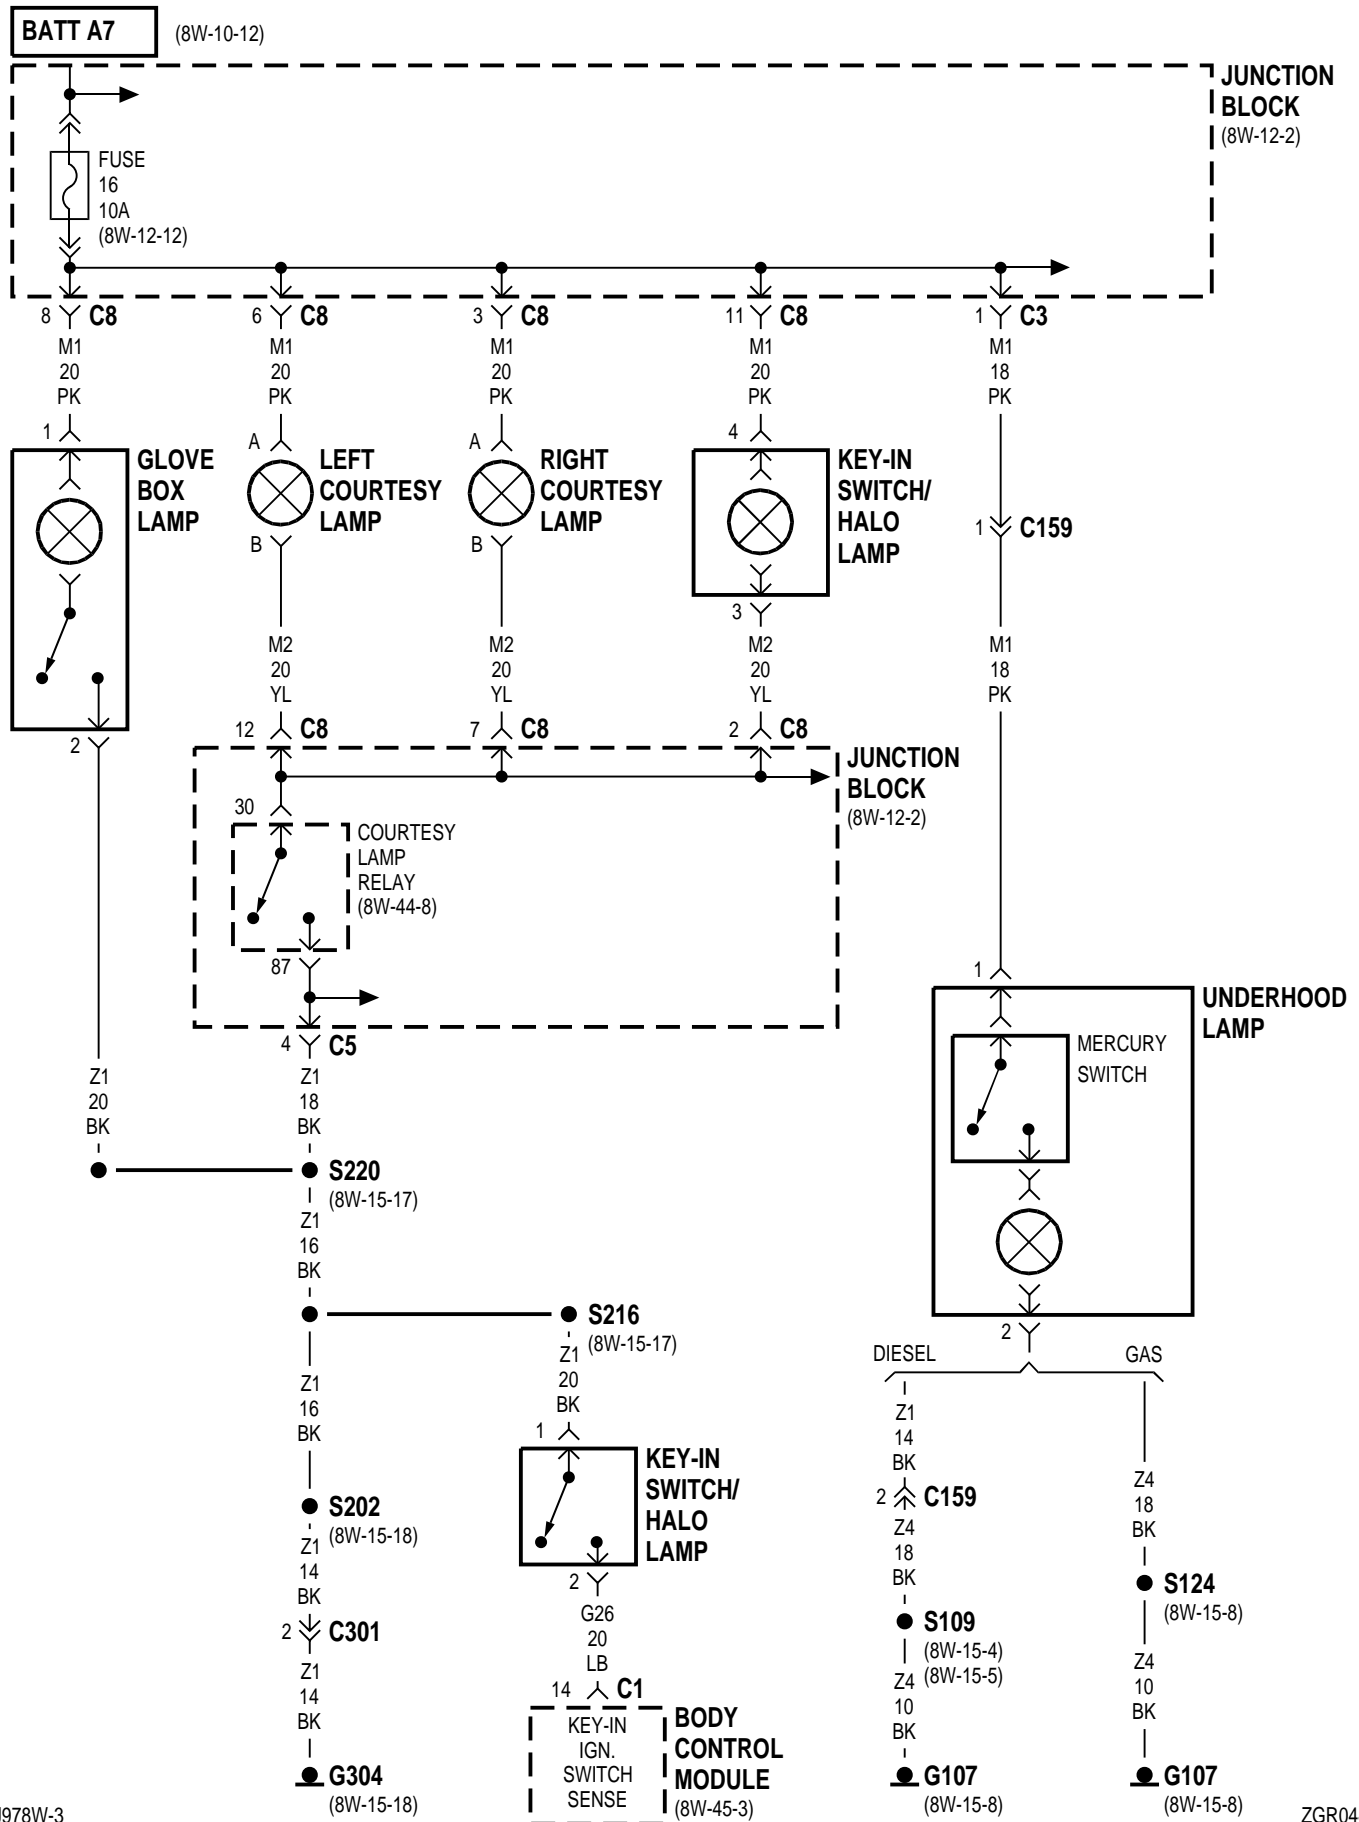 BATT A7
(8W-10-12)
JUNCTION
BLOCK
(8W-12-2)
FUSE
16
10A
(8W-12-12)
8 C8
6 C8
3 C8
11 C8
1 C3
M1
20
PK
M1
20
PK
M1
20
PK
M1
20
PK
M1
18
PK
1
GLOVE
BOX
LAMP
2
A
LEFT
COURTESY
LAMP
B
A
RIGHT
COURTESY
LAMP
B
4
KEY-IN
SWITCH/
HALO
LAMP
3
1 C159
M2
20
YL
M2
20
YL
M2
20
YL
M1
18
PK
12 C8
7 C8
2 C8
JUNCTION
BLOCK
(8W-12-2)
30
COURTESY
LAMP
RELAY
(8W-44-8)
87
4 C5
1
UNDERHOOD
LAMP
MERCURY
SWITCH
2
Z1
20
BK
Z1
18
BK
S220
(8W-15-17)
Z1
16
BK
S216
(8W-15-17)
Z1
20
BK
1
KEY-IN
SWITCH/
HALO
LAMP
2
G26
20
LB
14 C1
KEY-IN
IGN.
SWITCH
SENSE
BODY
CONTROL
MODULE
(8W-45-3)
Z1
16
BK
S202
(8W-15-18)
Z1
14
BK
2 C301
Z1
14
BK
G304
(8W-15-18)
DIESEL
GAS
Z1
14
BK
2 C159
Z4
18
BK
S109
(8W-15-4)
(8W-15-5)
Z4
10
BK
G107
(8W-15-8)
Z4
18
BK
S124
(8W-15-8)
Z4
10
BK
G107
(8W-15-8)
J978W-3
ZGR04